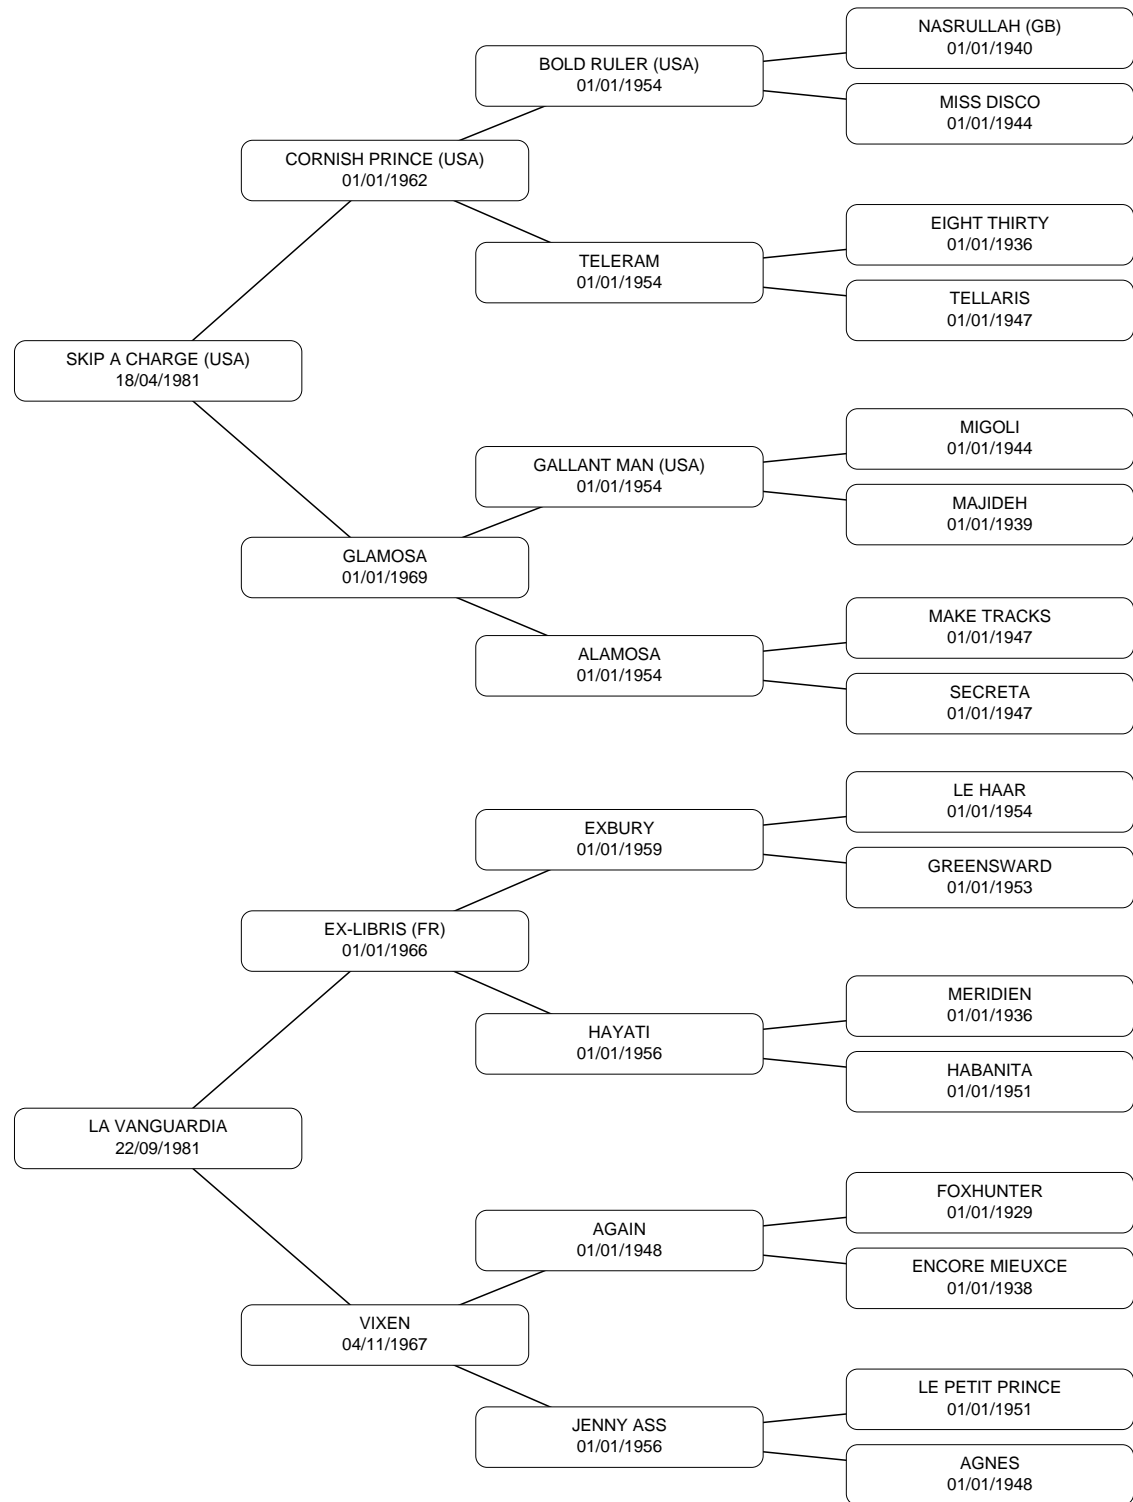 NASRULLAH (GB)
01/01/1940
BOLD RULER (USA)
01/01/1954
MISS DISCO
01/01/1944
CORNISH PRINCE (USA)
01/01/1962
EIGHT THIRTY
01/01/1936
TELERAM
01/01/1954
TELLARIS
01/01/1947
SKIP A CHARGE (USA)
18/04/1981
MIGOLI
01/01/1944
GALLANT MAN (USA)
01/01/1954
MAJIDEH
01/01/1939
GLAMOSA
01/01/1969
MAKE TRACKS
01/01/1947
ALAMOSA
01/01/1954
SECRETA
01/01/1947
LE HAAR
01/01/1954
EXBURY
01/01/1959
GREENSWARD
01/01/1953
EX-LIBRIS (FR)
01/01/1966
MERIDIEN
01/01/1936
HAYATI
01/01/1956
HABANITA
01/01/1951
LA VANGUARDIA
22/09/1981
FOXHUNTER
01/01/1929
AGAIN
01/01/1948
ENCORE MIEUXCE
01/01/1938
VIXEN
04/11/1967
LE PETIT PRINCE
01/01/1951
JENNY ASS
01/01/1956
AGNES
01/01/1948